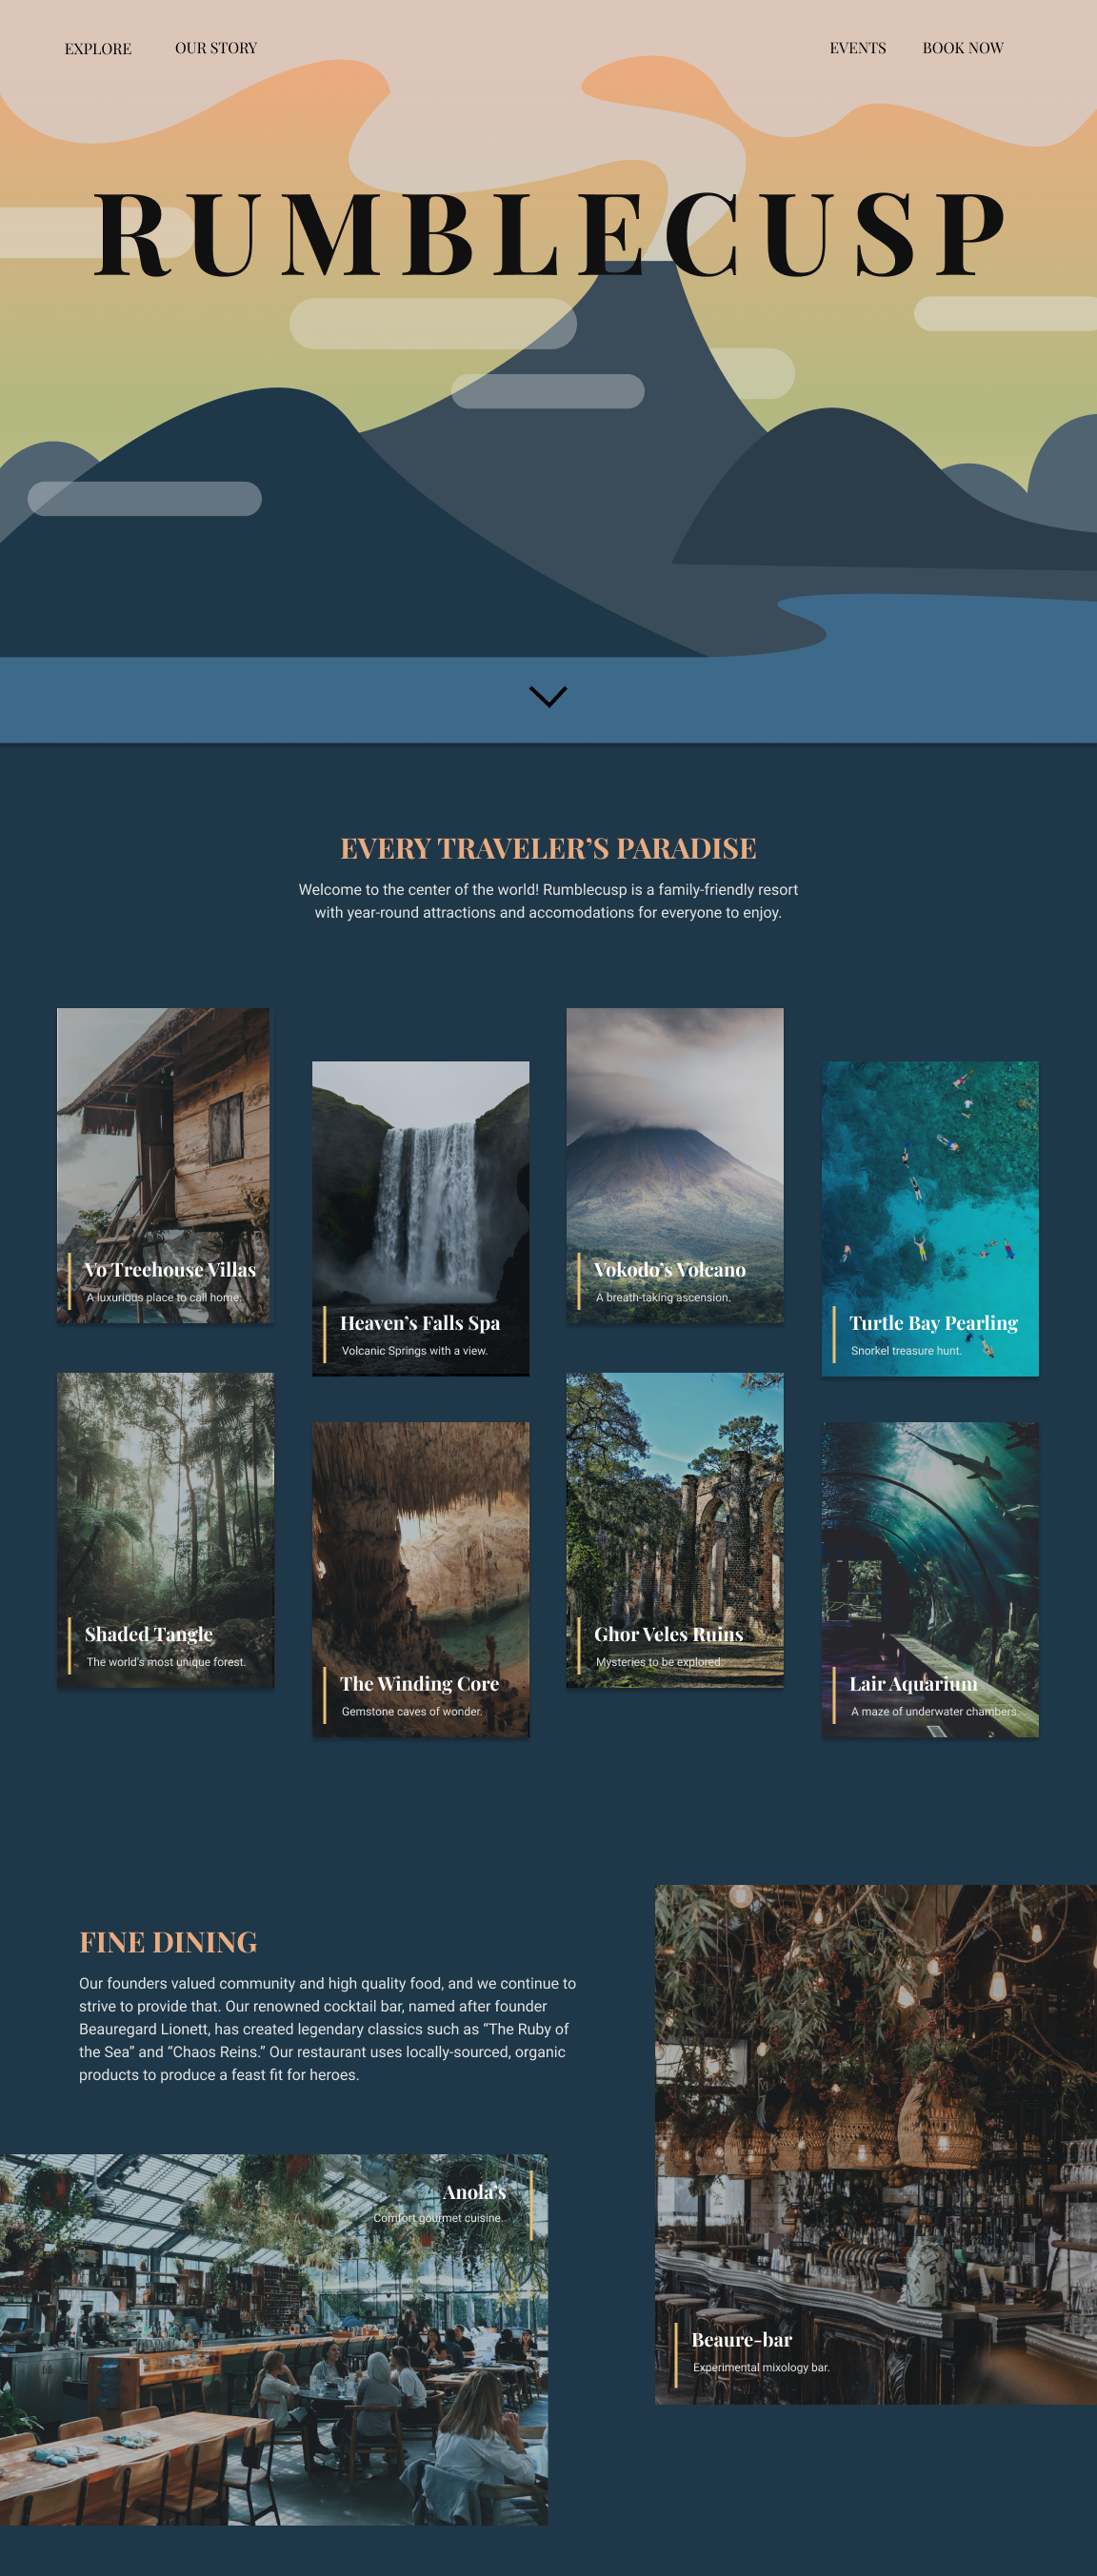 EXPLORE
OUR STORY
EVENTS
BOOK NOW
RUMBLECUSP
EVERY TRAVELER’S PARADISE
Welcome to the center of the world! Rumblecusp is a family-friendly resort
with year-round attractions and accomodations for everyone to enjoy.
Vo Treehouse Villas
A luxurious place to call home.
Heaven’s Falls Spa
Volcanic Springs with a view.
Vokodo’s Volcano
A breath-taking ascension.
Turtle Bay Pearling
Snorkel treasure hunt.
Shaded Tangle
The world’s most unique forest.
The Winding Core
Gemstone caves of wonder.
Ghor Veles Ruins
Mysteries to be explored.
Lair Aquarium
A maze of underwater chambers.
FINE DINING
Our founders valued community and high quality food, and we continue to
strive to provide that. Our renowned cocktail bar, named after founder
Beauregard Lionett, has created legendary classics such as “The Ruby of
the Sea” and “Chaos Reins.” Our restaurant uses locally-sourced, organic
products to produce a feast fit for heroes.
Anola’s
Comfort gourmet cuisine.
Beaure-bar
Experimental mixology bar.